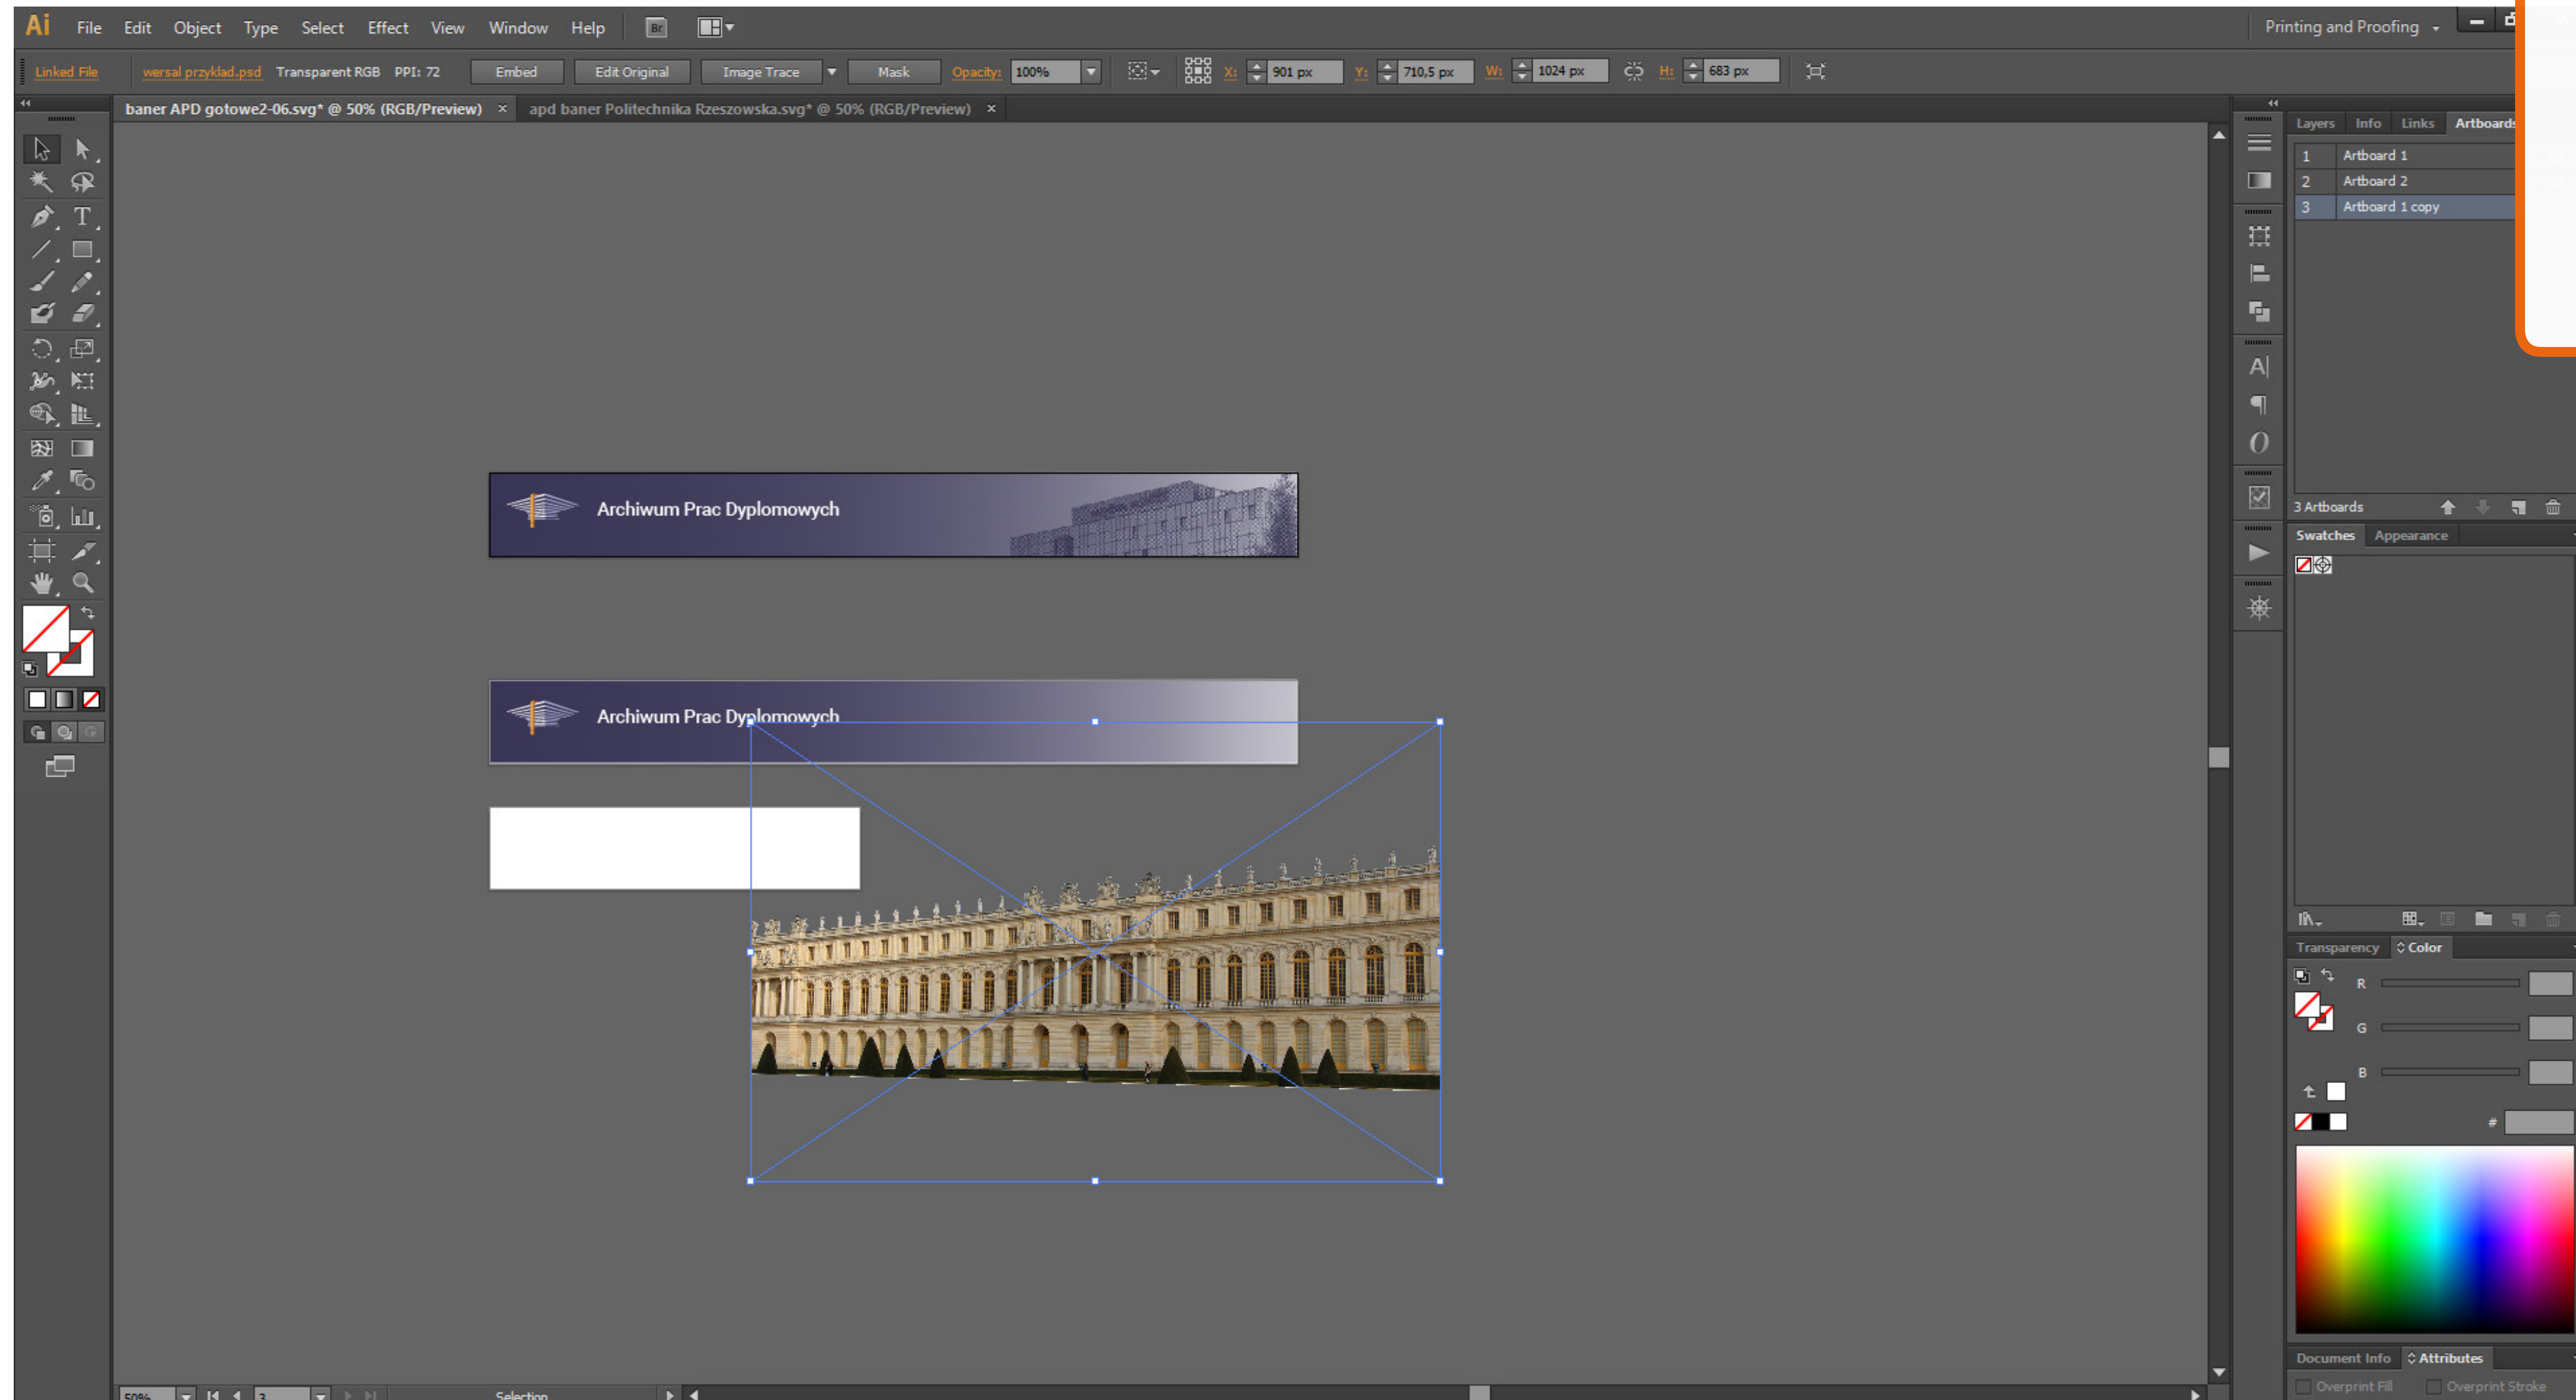 Ai File Edit Object Type Select Effect View Window Help Br Printing and Proofing
Linked File wersal przyklad.psd Transparent RGB PPI: 72 Embed Edit Original Image Trace Mask Opacity: 100% X: 901 px Y: 710,5 px W: 1024 px H: 683 px
baner APD gotowe2-06.svg* @ 50% (RGB/Preview) × apd baner Politechnika Rzeszowska.svg* @ 50% (RGB/Preview) ×
Layers Info Links Artboards
1 Artboard 1
2 Artboard 2
3 Artboard 1 copy
Archiwum Prac Dyplomowych
3 Artboards
Swatches Appearance
Archiwum Prac Dyplomowych
Transparency Color
R
G
B
#
Document Info Attributes
Overprint Fill Overprint Stroke
50% 3 Selection